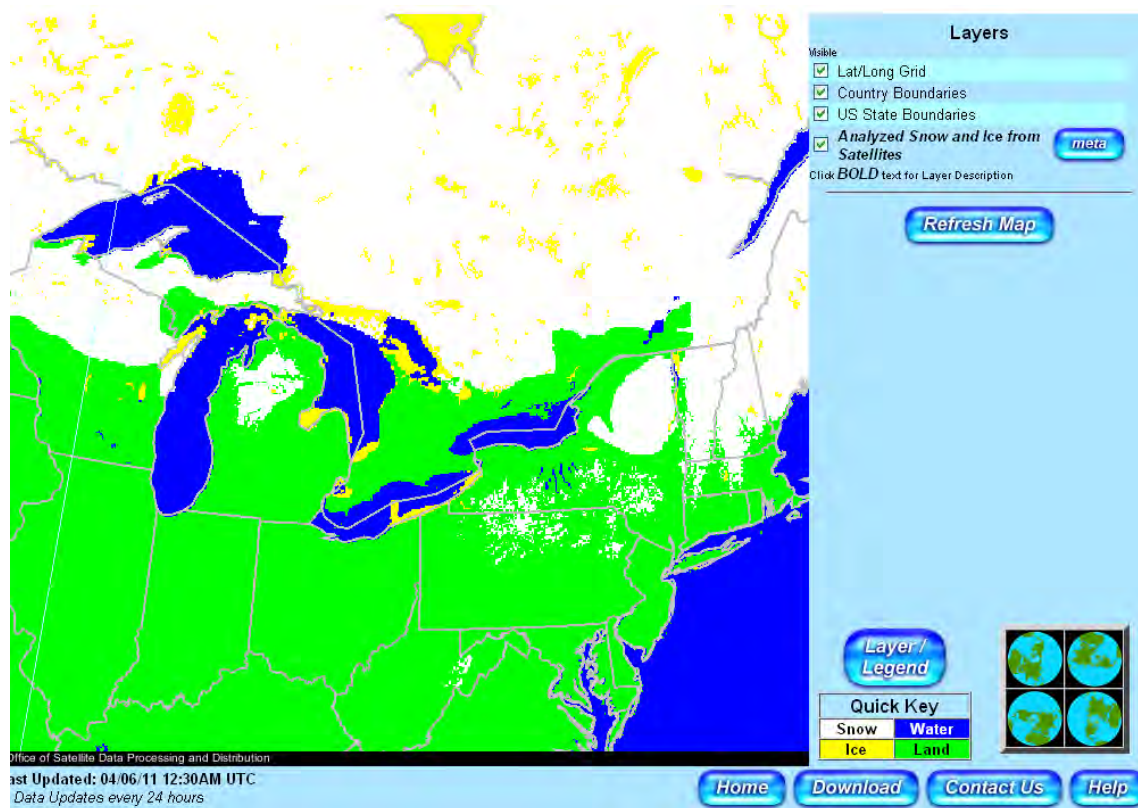 Layers
Visible
Lat/Long Grid
Country Boundaries
US State Boundaries
Analyzed Snow and Ice from
Satellites
meta
Click BOLD text for Layer Description
Refresh Map
Layer /
Legend
Quick Key
Snow Water
Ice Land
Office of Satellite Data Processing and Distribution
ast Updated: 04/06/11 12:30AM UTC
Data Updates every 24 hours
Home Download Contact Us Help